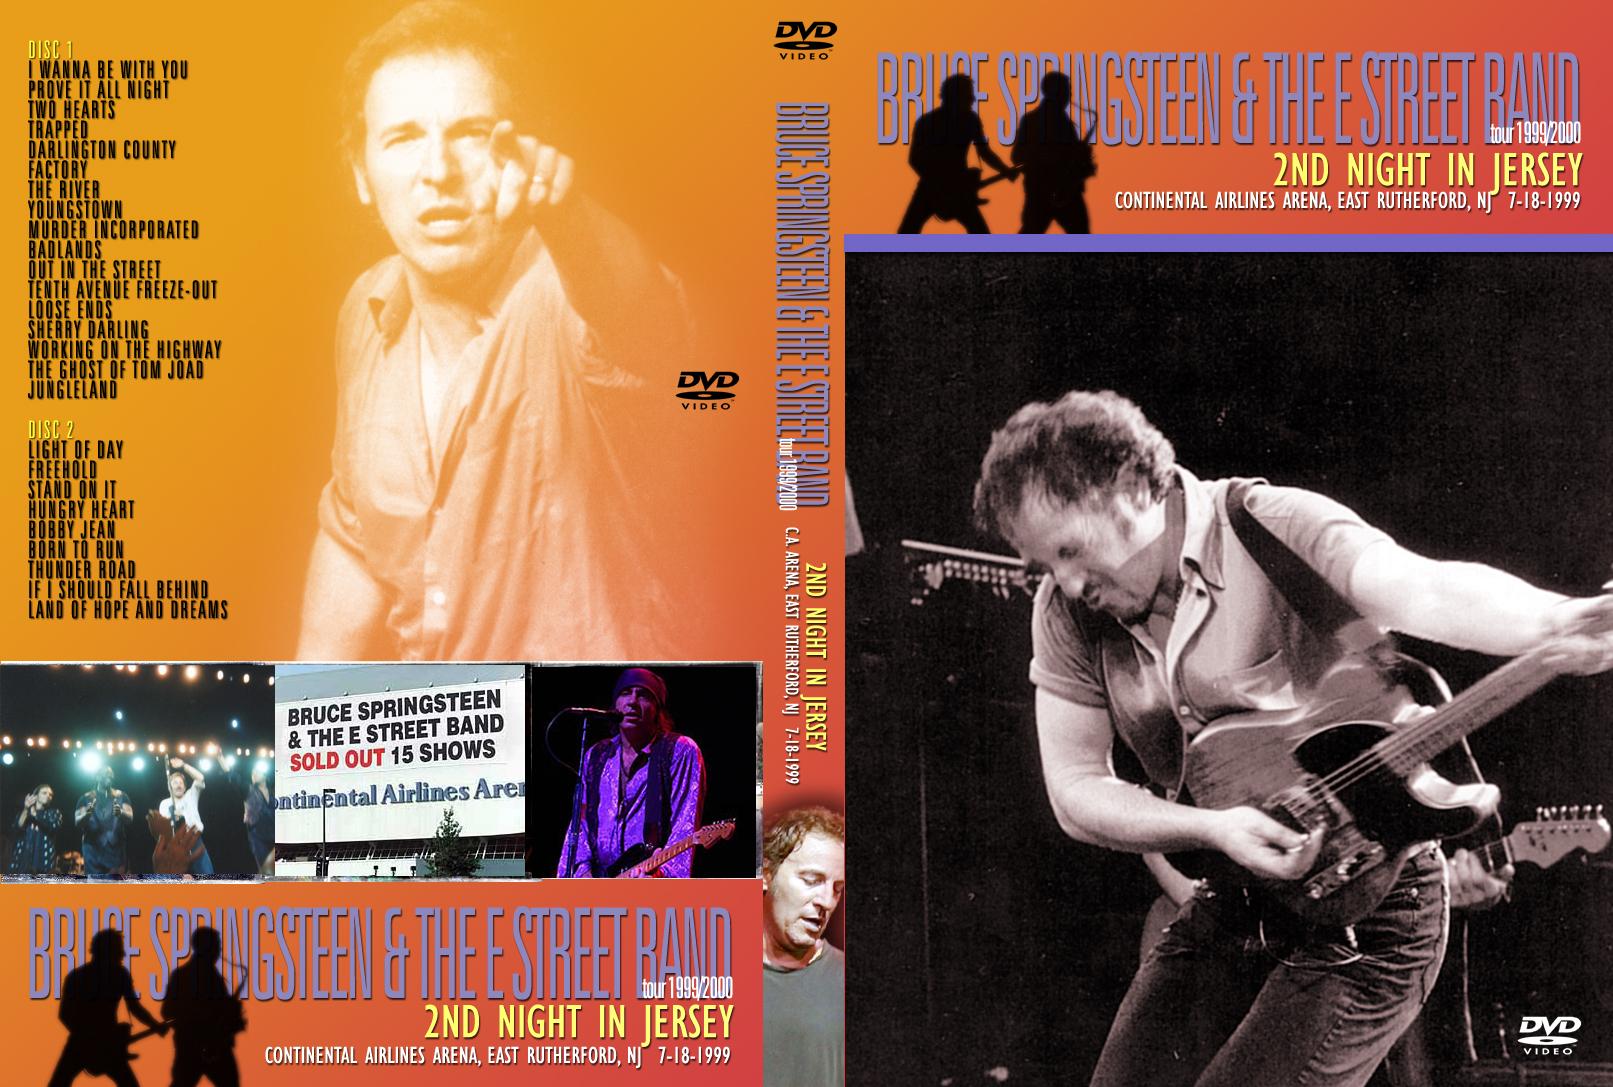 DISC 1
I WANNA BE WITH YOU
PROVE IT ALL NIGHT
TWO HEARTS
TRAPPED
DARLINGTON COUNTY
FACTORY
THE RIVER
YOUNGSTOWN
MURDER INCORPORATED
BADLANDS
OUT IN THE STREET
TENTH AVENUE FREEZE-OUT
LOOSE ENDS
SHERRY DARLING
WORKING ON THE HIGHWAY
THE GHOST OF TOM JOAD
JUNGLELAND
DISC 2
LIGHT OF DAY
FREEHOLD
STAND ON IT
HUNGRY HEART
BOBBY JEAN
BORN TO RUN
THUNDER ROAD
IF I SHOULD FALL BEHIND
LAND OF HOPE AND DREAMS
DVD
VIDEO
BRUCE SPRINGSTEEN
& THE E STREET BAND
SOLD OUT 15 SHOWS
ontinental Airlines Aren
BRUCE SPRINGSTEEN & THE E STREET BAND
tour 1999/2000
2ND NIGHT IN JERSEY
CONTINENTAL AIRLINES ARENA, EAST RUTHERFORD, NJ 7-18-1999
DVD
VIDEO
BRUCE SPRINGSTEEN & THE E STREET BAND
tour 1999/2000
2ND NIGHT IN JERSEY
C.A. ARENA, EAST RUTHERFORD, NJ 7-18-1999
BRUCE SPRINGSTEEN & THE E STREET BAND
tour 1999/2000
2ND NIGHT IN JERSEY
CONTINENTAL AIRLINES ARENA, EAST RUTHERFORD, NJ 7-18-1999
DVD
VIDEO